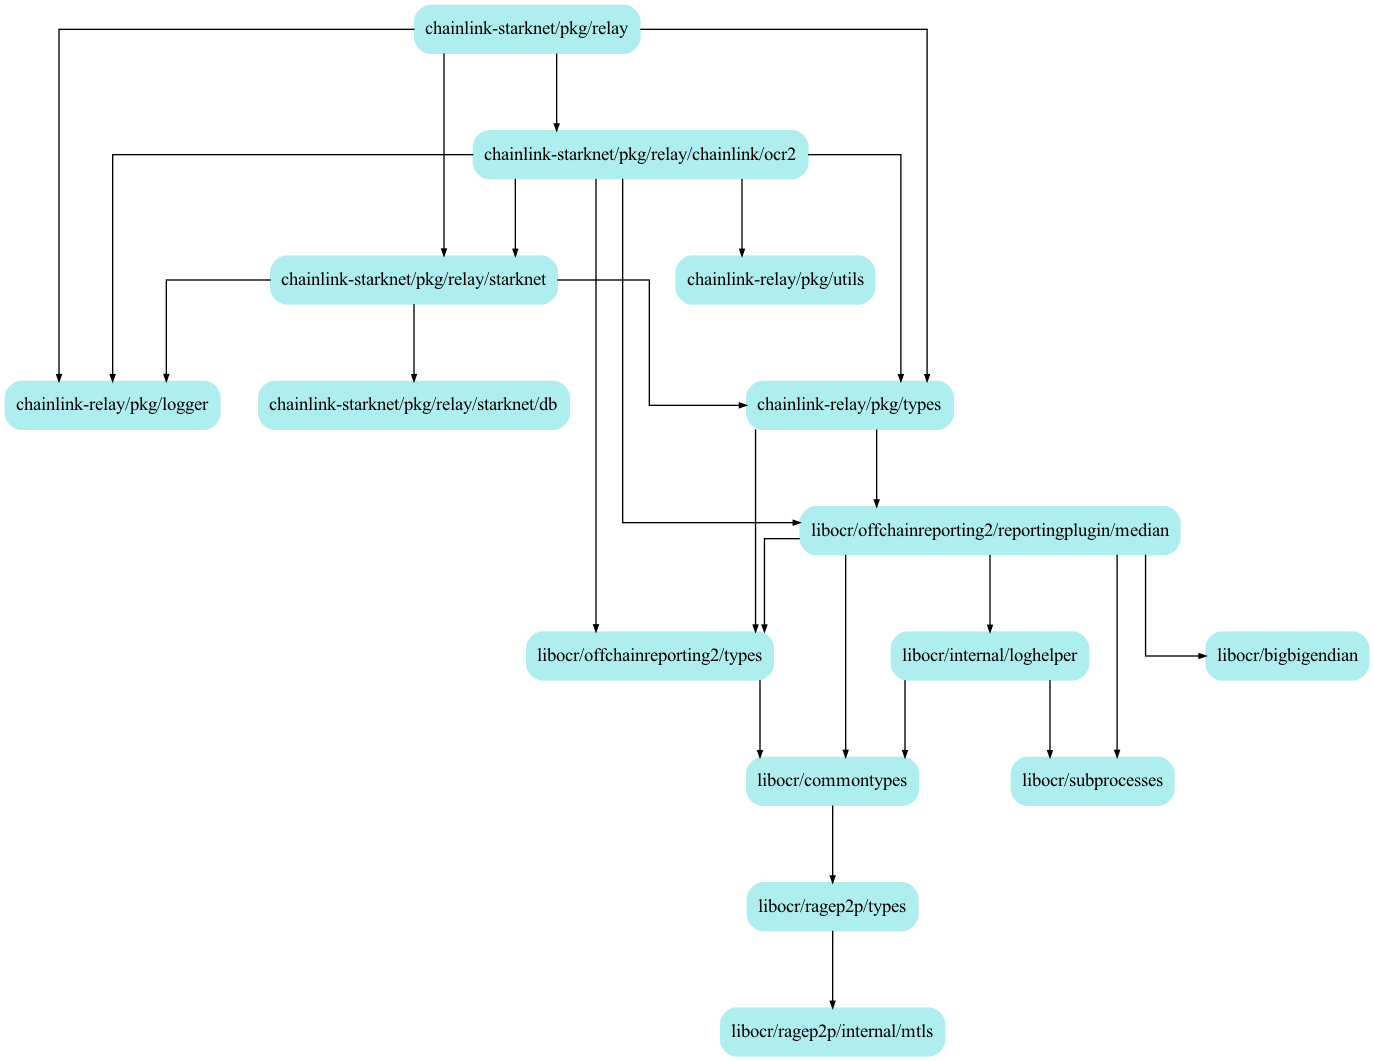 chainlink-starknet/pkg/relay
chainlink-starknet/pkg/relay/chainlink/ocr2
chainlink-starknet/pkg/relay/starknet
chainlink-relay/pkg/utils
chainlink-relay/pkg/logger
chainlink-starknet/pkg/relay/starknet/db
chainlink-relay/pkg/types
libocr/offchainreporting2/reportingplugin/median
libocr/offchainreporting2/types
libocr/internal/loghelper
libocr/bigbigendian
libocr/commontypes
libocr/subprocesses
libocr/ragep2p/types
libocr/ragep2p/internal/mtls